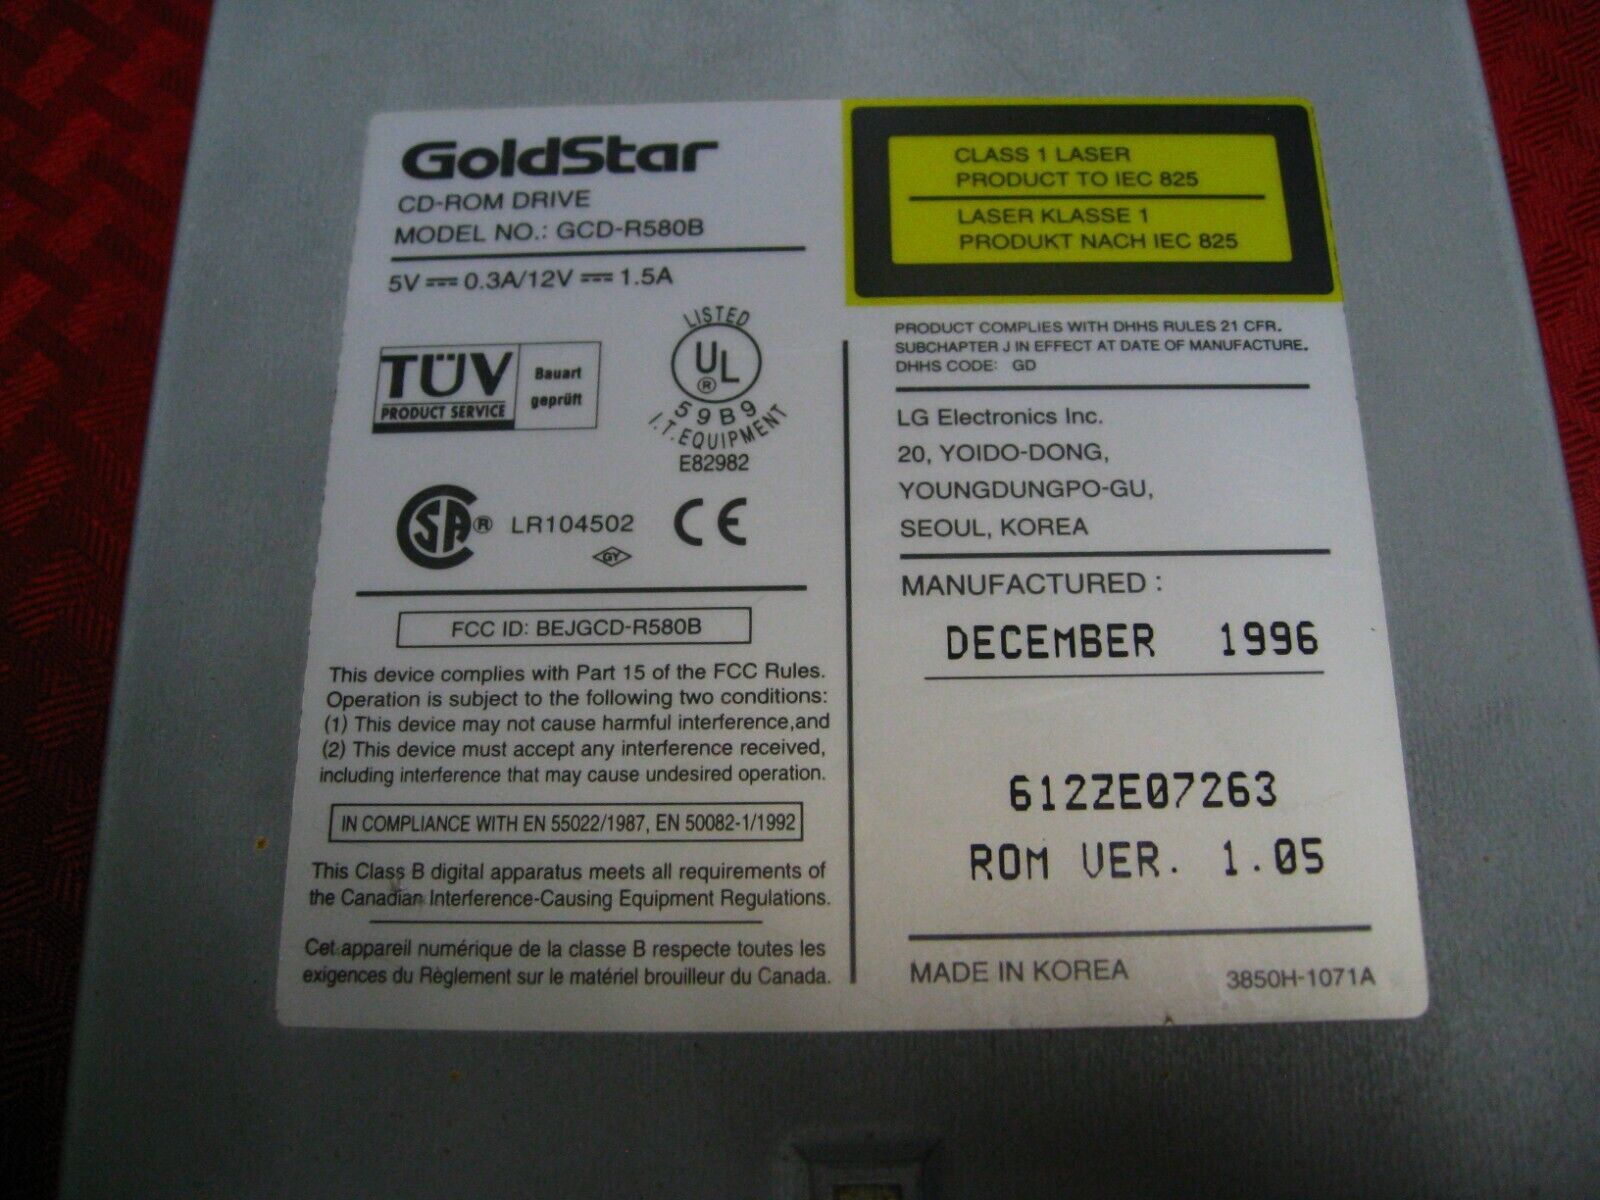 GoldStar
CD-ROM DRIVE
MODEL NO.: GCD-R580B
5V 0.3A/12V 1.5A
TÜV
PRODUCT SERVICE
Bauart
geprüft
LISTED
UL
®
59B9
I.T. EQUIPMENT
E82982
CSA ® LR104502
GY
CE
FCC ID: BEJGCD-R580B
This device complies with Part 15 of the FCC Rules.
Operation is subject to the following two conditions:
(1) This device may not cause harmful interference,and
(2) This device must accept any interference received,
including interference that may cause undesired operation.
IN COMPLIANCE WITH EN 55022/1987, EN 50082-1/1992
This Class B digital apparatus meets all requirements of
the Canadian Interference-Causing Equipment Regulations.
Cet appareil numérique de la classe B respecte toutes les
exigences du Règlement sur le matériel brouilleur du Canada.
CLASS 1 LASER
PRODUCT TO IEC 825
LASER KLASSE 1
PRODUKT NACH IEC 825
PRODUCT COMPLIES WITH DHHS RULES 21 CFR.
SUBCHAPTER J IN EFFECT AT DATE OF MANUFACTURE.
DHHS CODE: GD
LG Electronics Inc.
20, YOIDO-DONG,
YOUNGDUNGPO-GU,
SEOUL, KOREA
MANUFACTURED :
DECEMBER 1996
612ZE07263
ROM VER. 1.05
MADE IN KOREA
3850H-1071A